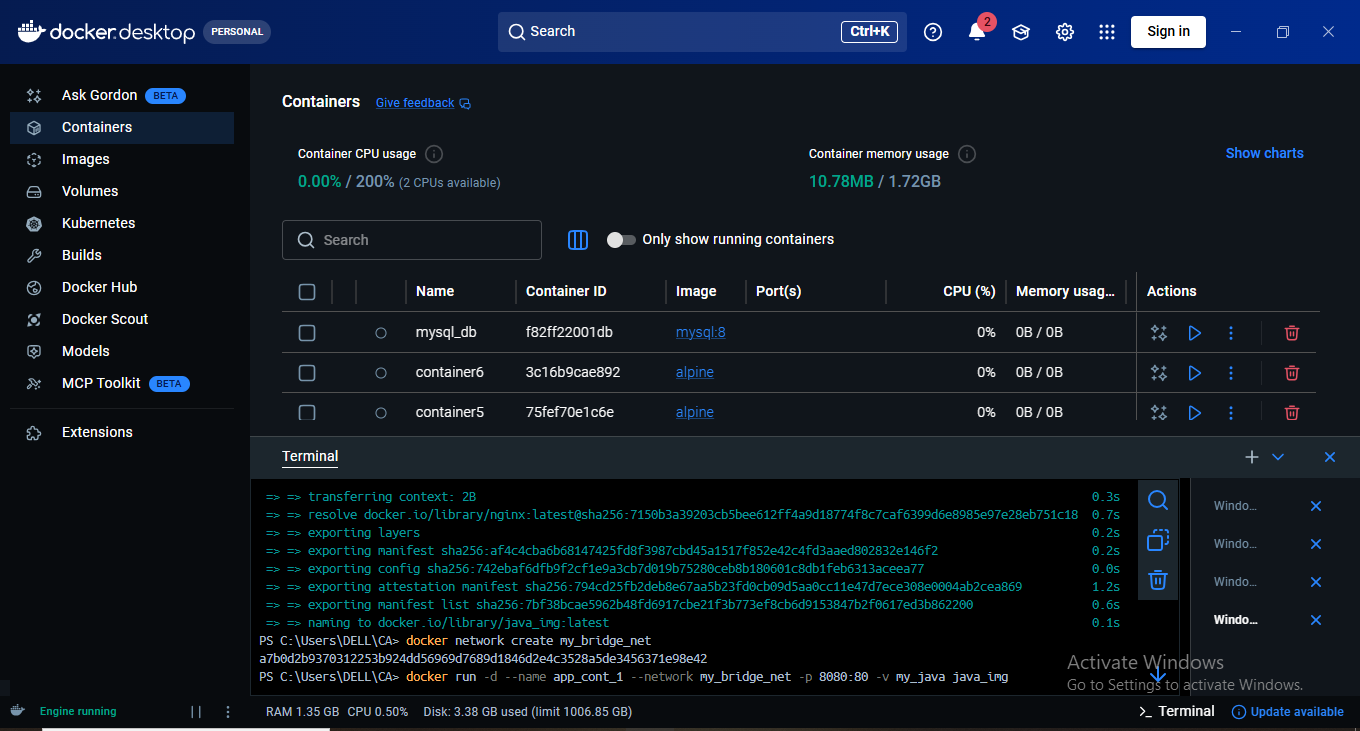 docker.desktop PERSONAL Search Ctrl+K 2 Sign in
Ask Gordon BETA
Containers
Images
Volumes
Kubernetes
Builds
Docker Hub
Docker Scout
Models
MCP Toolkit BETA
Extensions
Containers Give feedback
Container CPU usage
0.00% / 200% (2 CPUs available)
Container memory usage
10.78MB / 1.72GB
Show charts
Search
Only show running containers
Name Container ID Image Port(s) CPU (%) Memory usag... Actions
mysql_db f82ff22001db mysql:8 0% 0B / 0B
container6 3c16b9cae892 alpine 0% 0B / 0B
container5 75fef70e1c6e alpine 0% 0B / 0B
Terminal
=> => transferring context: 2B 0.3s
=> => resolve docker.io/library/nginx:latest@sha256:7150b3a39203cb5bee612ff4a9d18774f8c7caf6399d6e8985e97e28eb751c18 0.7s
=> => exporting layers 0.2s
=> => exporting manifest sha256:af4c4cba6b68147425fd8f3987cbd45a1517f852e42c4fd3aaed802832e146f2 0.2s
=> => exporting config sha256:742ebaf6dfb9f2cf1e9a3cb7d019b75280ceb8b180601c8db1feb6313aceea77 0.0s
=> => exporting attestation manifest sha256:794cd25fb2deb8e67aa5b23fd0cb09d5aa0cc11e47d7ece308e0004ab2cea869 1.2s
=> => exporting manifest list sha256:7bf38bcae5962b48fd6917cbe21f3b773ef8cb6d9153847b2f0617ed3b862200 0.6s
=> => naming to docker.io/library/java_img:latest 0.1s
PS C:\Users\DELL\CA> docker network create my_bridge_net
a7b0d2b9370312253b924dd56969d7689d1846d2e4c3528a5de3456371e98e42
PS C:\Users\DELL\CA> docker run -d --name app_cont_1 --network my_bridge_net -p 8080:80 -v my_java java_img
Windo...
Windo...
Windo...
Windo...
Activate Windows
Go to Settings to activate Windows.
Engine running
RAM 1.35 GB CPU 0.50% Disk: 3.38 GB used (limit 1006.85 GB)
>_ Terminal
Update available